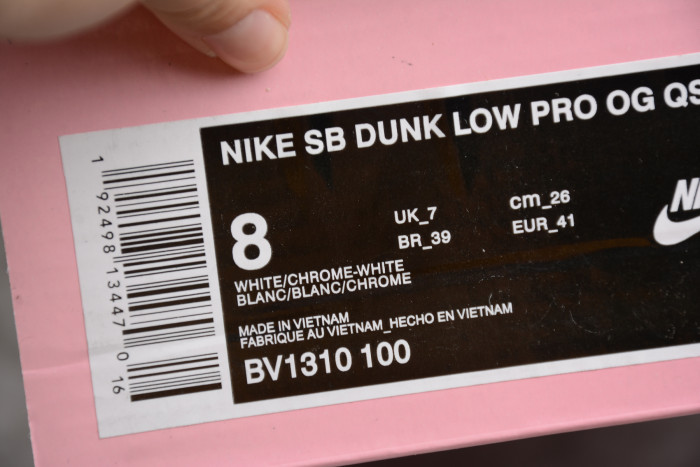 NIKE SB DUNK LOW PRO OG QS
8
UK_7
cm_26
BR_39
EUR_41
WHITE/CHROME-WHITE
BLANC/BLANC/CHROME
MADE IN VIETNAM
FABRIQUE AU VIETNAM_HECHO EN VIETNAM
BV1310 100
1 92498 13447 0 16